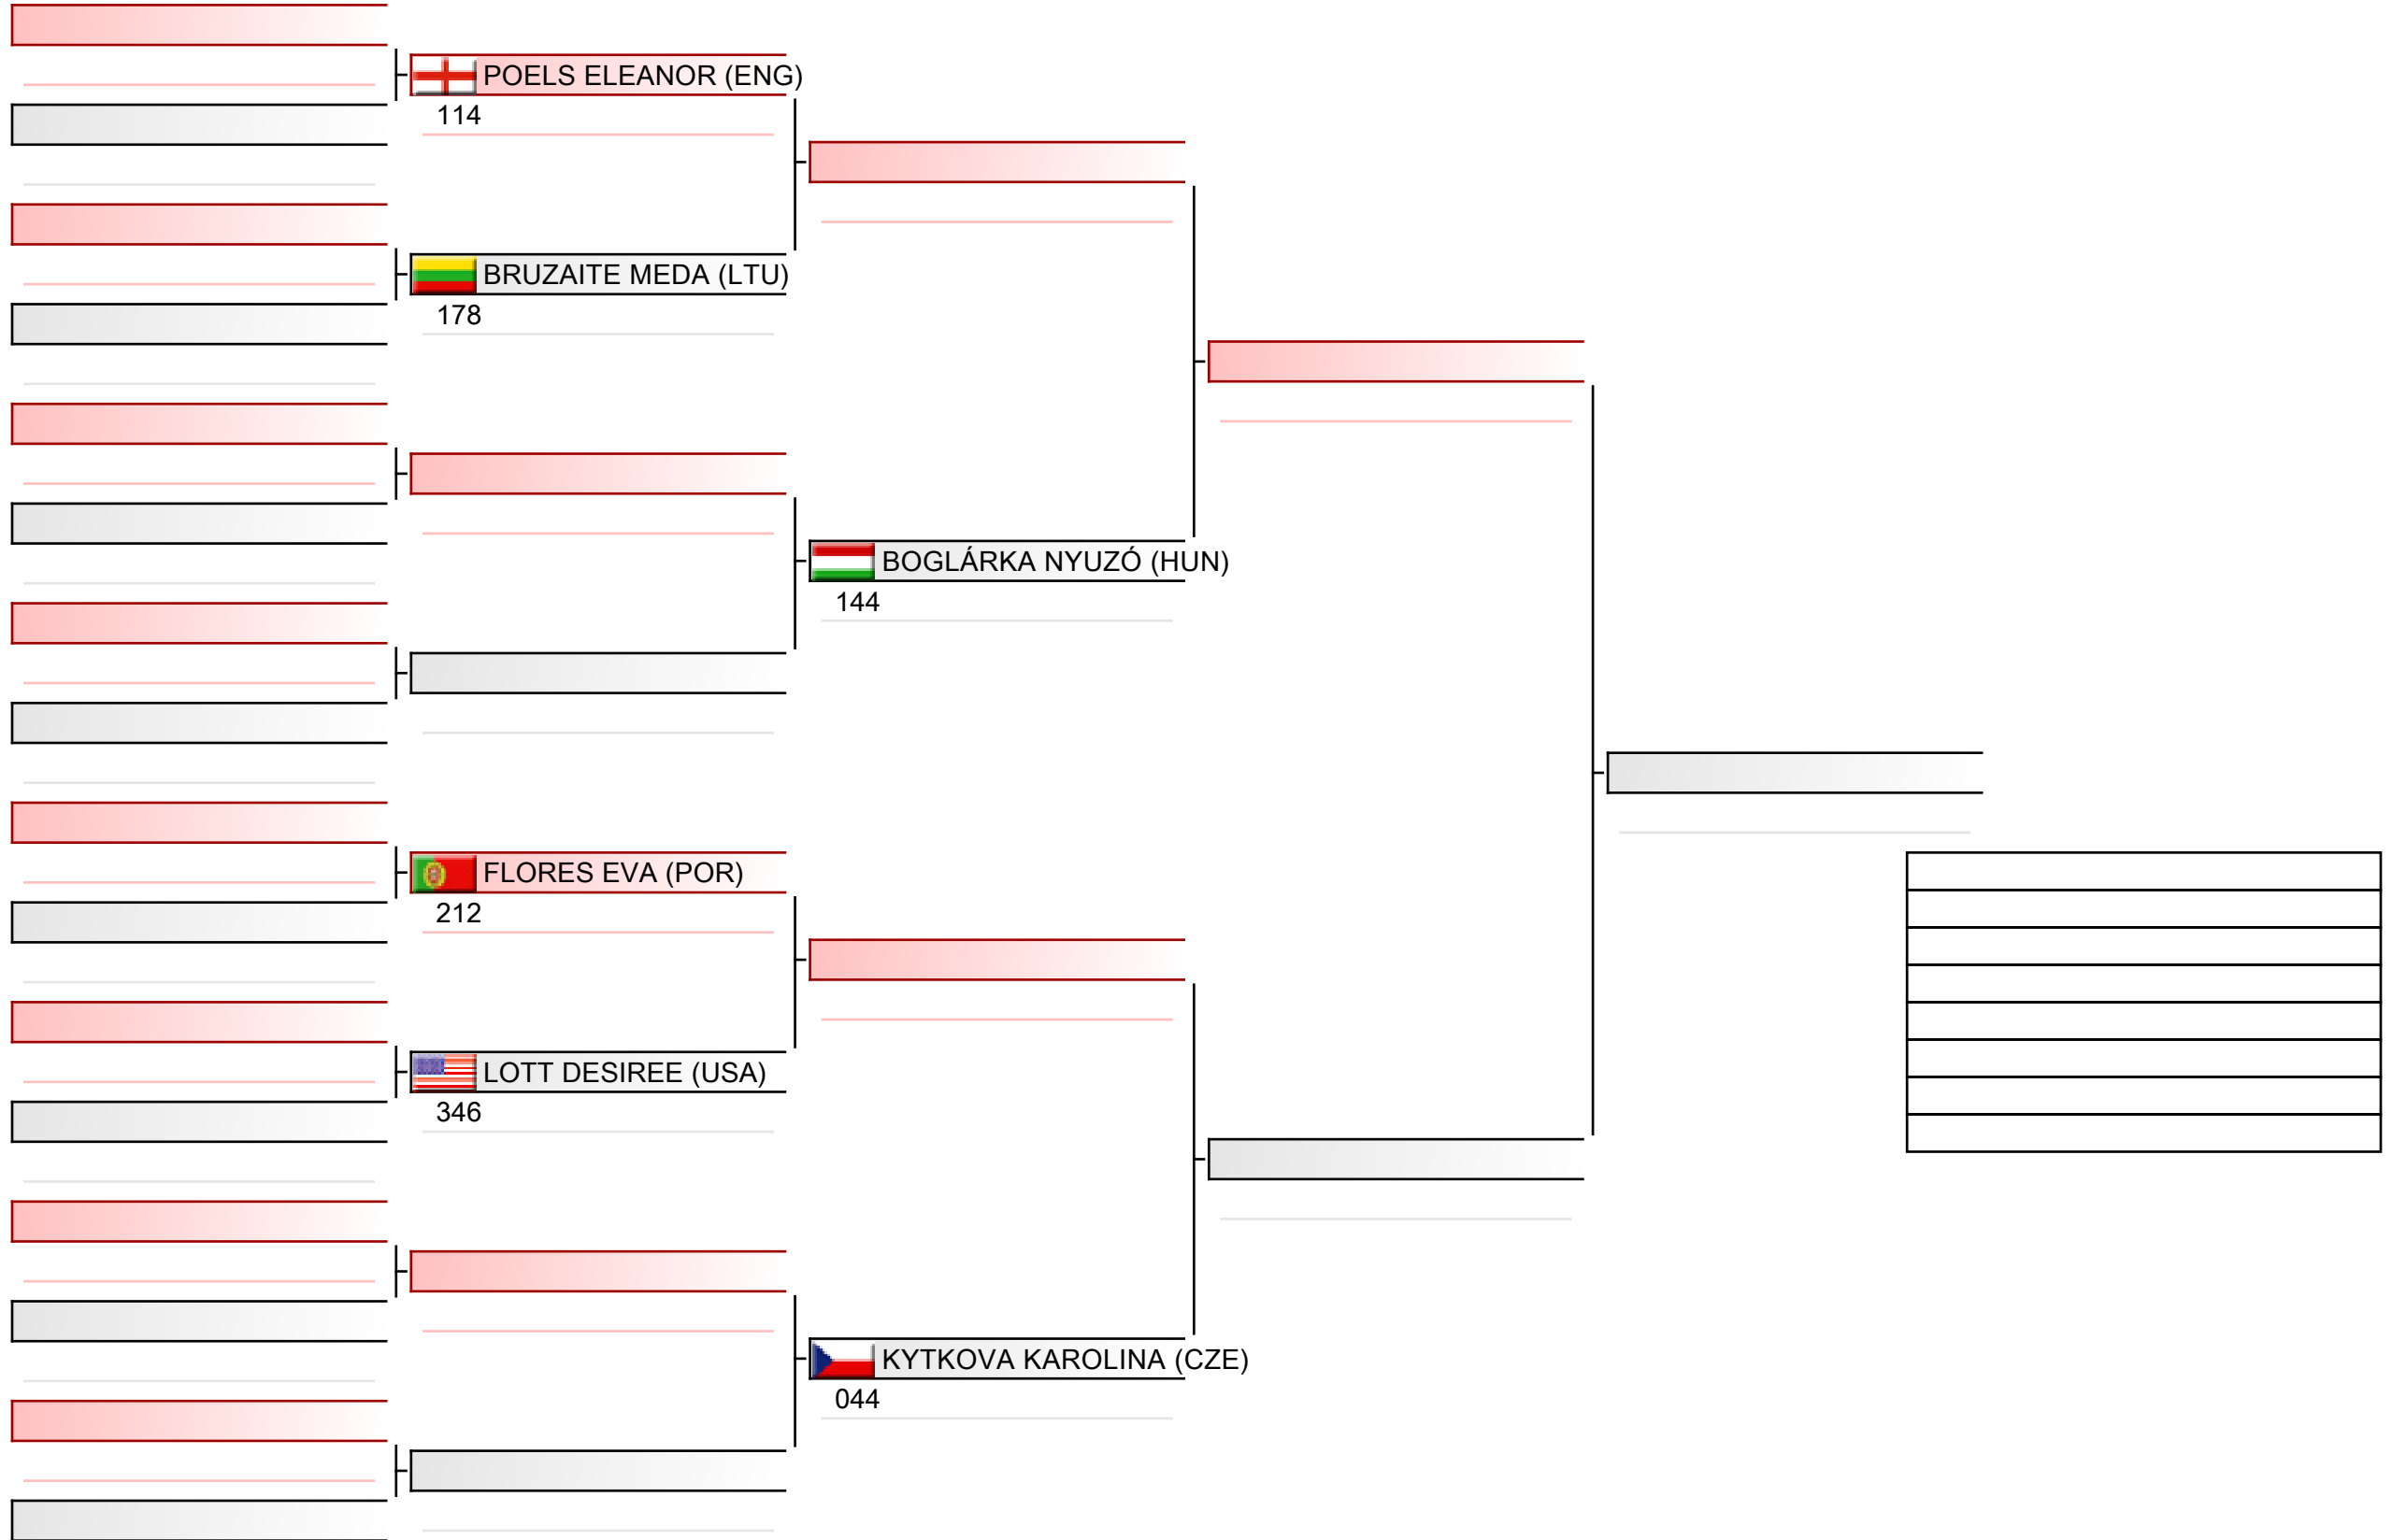 POELS ELEANOR (ENG)
114
BRUZAITE MEDA (LTU)
178
BOGLÁRKA NYUZÓ (HUN)
144
FLORES EVA (POR)
212
LOTT DESIREE (USA)
346
KYTKOVA KAROLINA (CZE)
044